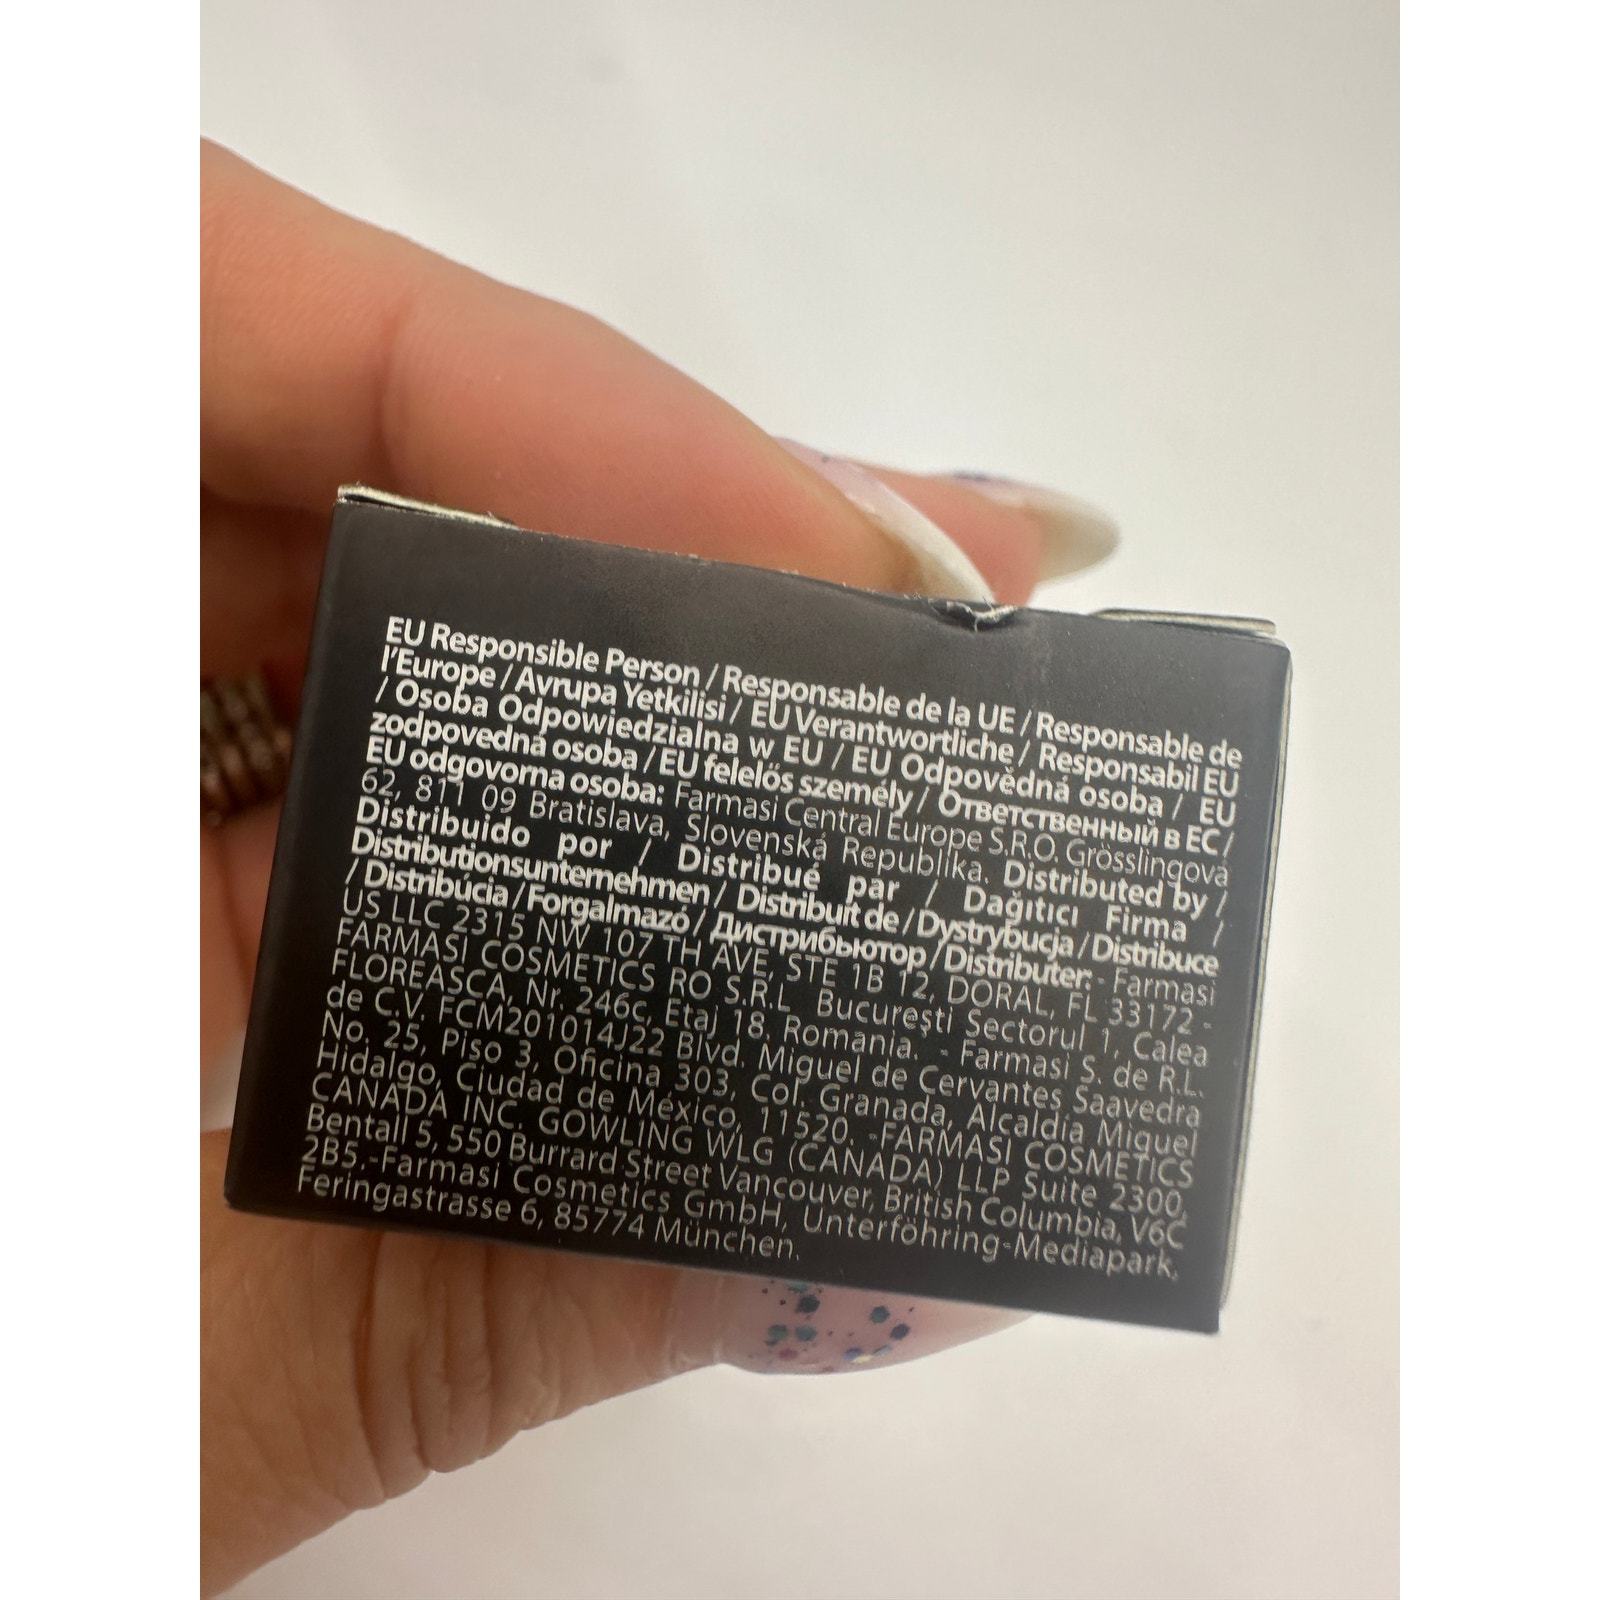 EU Responsible Person / Responsable de la UE / Responsable de
l'Europe / Avrupa Yetkilisi / EU Verantwortliche / Responsabil EU
/ Osoba Odpowiedzialna w EU / EU Odpovědná osoba / EU
zodpovedná osoba / EU felelős személy / Ответственный в ЕС /
EU odgovorna osoba: Farmasi Central Europe S.R.O. Grösslingová
62, 811 09 Bratislava, Slovenská Republika. Distributed by /
Distribuido por / Distribué par / Dağıtıcı Firma /
Distributionsunternehmen / Distribuit de / Dystrybucja / Distribuce
/ Distribúcia / Forgalmazó / Дистрибьютор / Distributer: - Farmasi
US LLC 2315 NW 107 TH AVE, STE 1B 12, DORAL, FL 33172 -
FARMASI COSMETICS RO S.R.L București Sectorul 1, Calea
FLOREASCA, Nr. 246c, Etaj 18. Romania. - Farmasi S. de R.L.
de C.V. FCM201014J22 Blvd. Miguel de Cervantes Saavedra
No. 25, Piso 3, Oficina 303, Col. Granada, Alcaldía Miguel
Hidalgo, Ciudad de México, 11520. -FARMASI COSMETICS
CANADA INC. GOWLING WLG (CANADA) LLP Suite 2300,
Bentall 5, 550 Burrard Street Vancouver, British Columbia, V6C
2B5.-Farmasi Cosmetics GmbH, Unterföhring-Mediapark,
Feringastrasse 6, 85774 München.